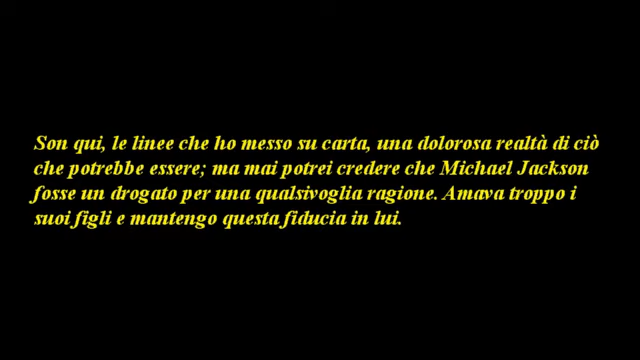 Son qui, le linee che ho messo su carta, una dolorosa realtà di ciò
che potrebbe essere; ma mai potrei credere che Michael Jackson
fosse un drogato per una qualsivoglia ragione. Amava troppo i
suoi figli e mantengo questa fiducia in lui.